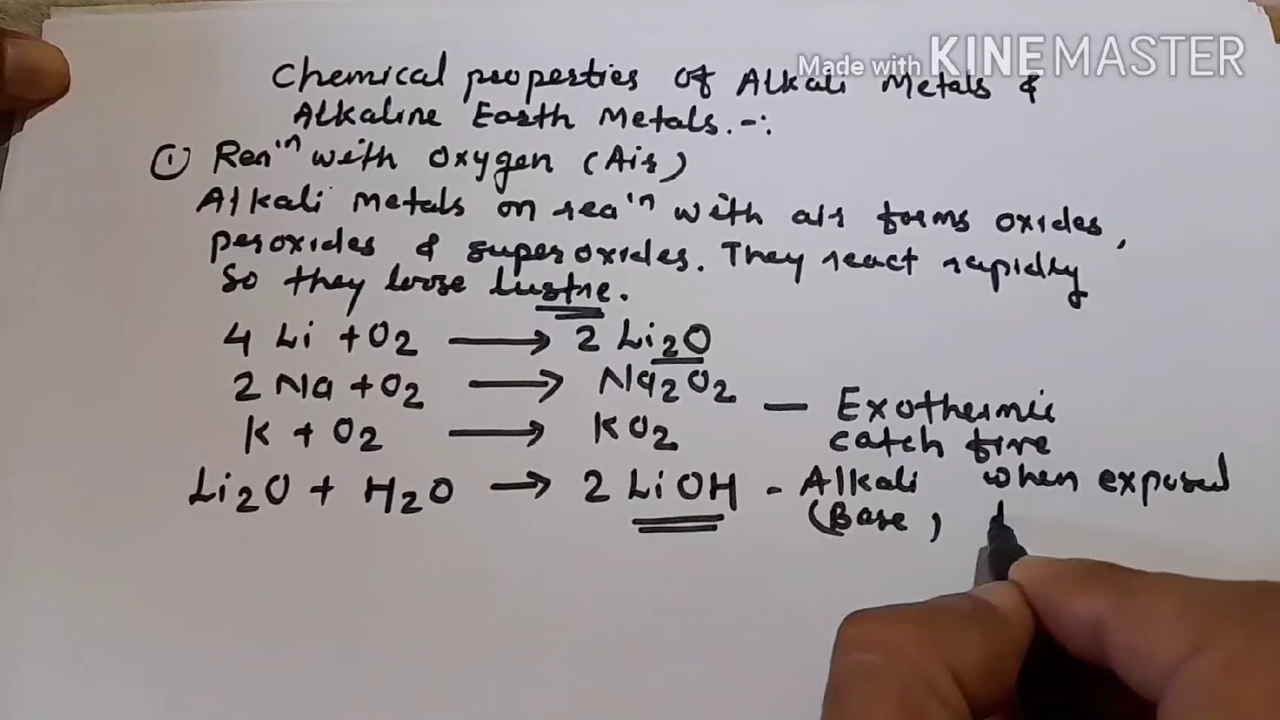 Made with KINEMASTER
Chemical properties of Alkali Metals &
Alkaline Earth Metals.-:
① Rea'n with oxygen (Air)
Alkali Metals on rea'n with air forms oxides,
peroxides & superoxides. They react rapidly
So they loose lustre.
4 Li + O2 → 2 Li2O
2 Na + O2 → Na2O2
— Exothermic
K + O2 → KO2
catch fire
when exposed
Li2O + H2O → 2 LiOH - Alkali
(Base)